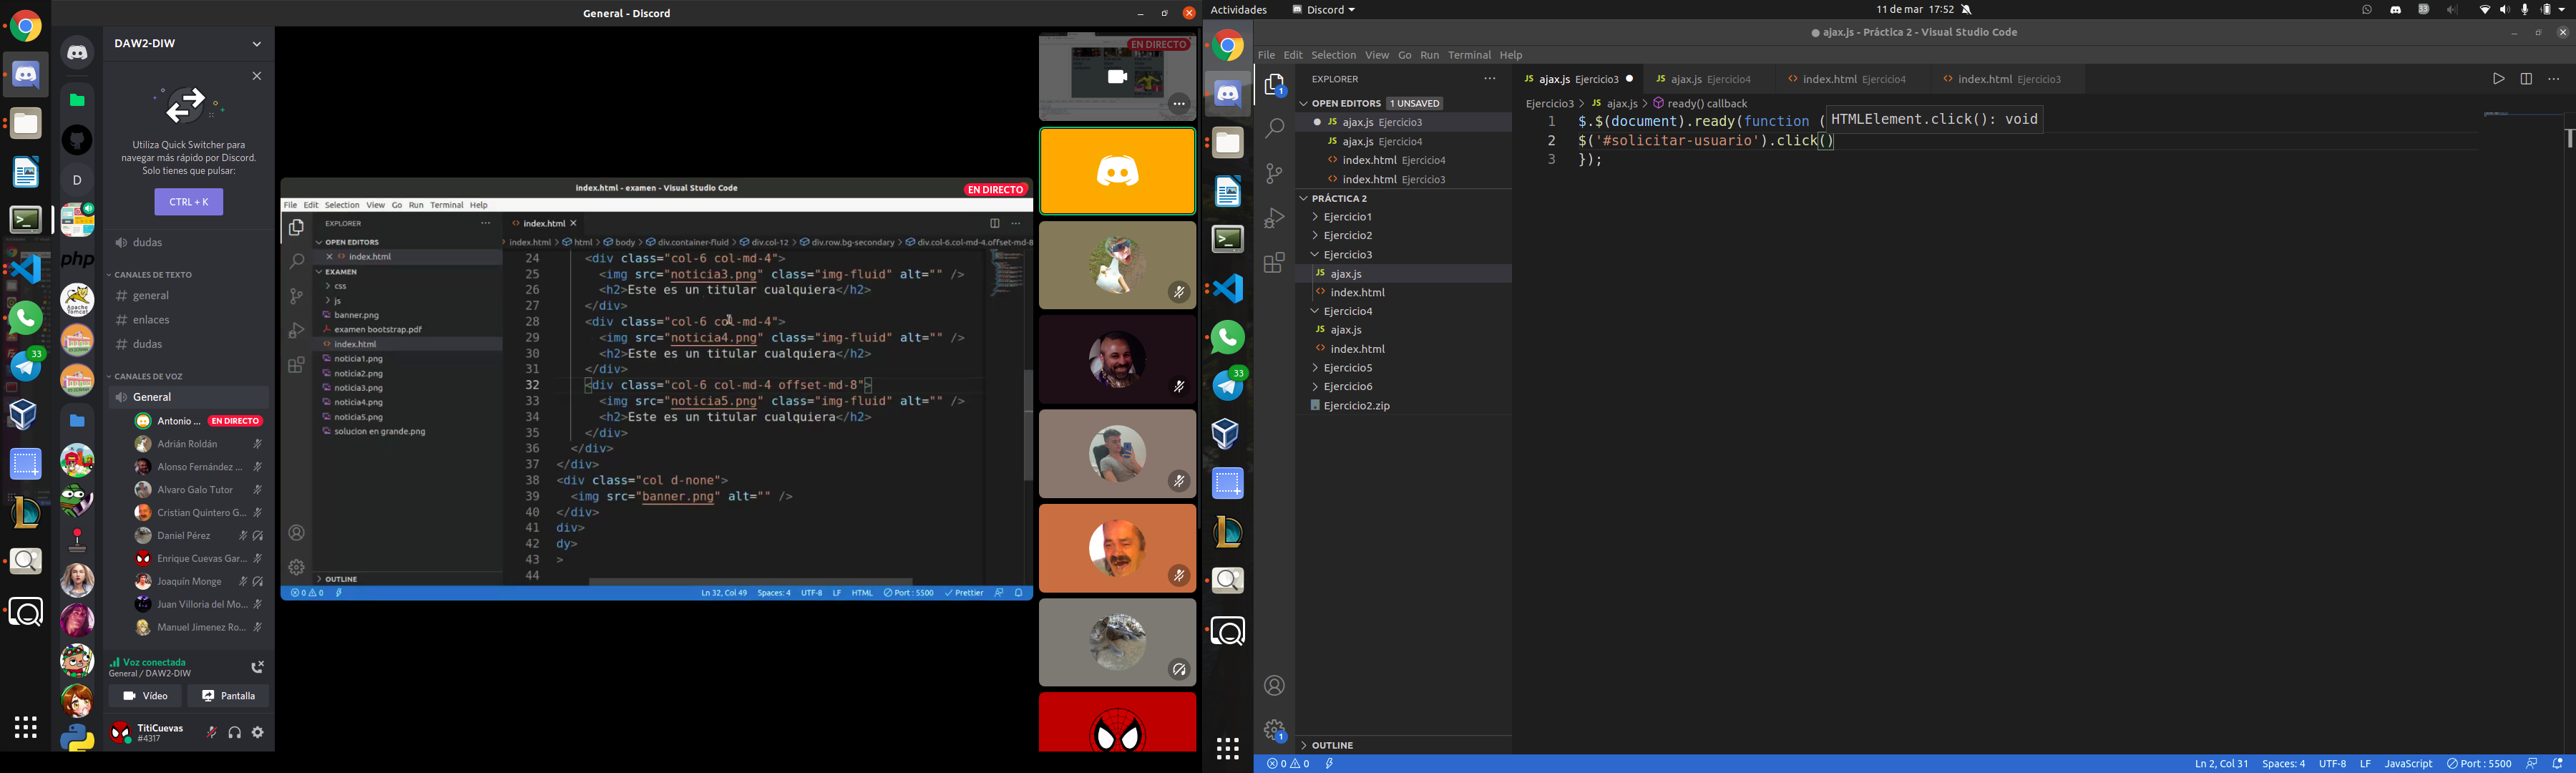 General - Discord
DAW2-DIW
Utiliza Quick Switcher para
navegar más rápido por Discord.
Solo tienes que pulsar:
CTRL + K
dudas
CANALES DE TEXTO
# general
# enlaces
# dudas
CANALES DE VOZ
General
Antonio ... EN DIRECTO
Adrián Roldán
Alonso Fernández ...
Alvaro Galo Tutor
Cristian Quintero G...
Daniel Pérez
Enrique Cuevas Gar...
Joaquín Monge
Juan Villoria del Mo...
Manuel Jimenez Ro...
Voz conectada
General / DAW2-DIW
Vídeo
Pantalla
TitiCuevas
#4317
33
D
php
index.html - examen - Visual Studio Code
EN DIRECTO
File Edit Selection View Go Run Terminal Help
EXPLORER
OPEN EDITORS
index.html
EXAMEN
css
js
banner.png
examen bootstrap.pdf
index.html
noticia1.png
noticia2.png
noticia3.png
noticia4.png
noticia5.png
solucion en grande.png
OUTLINE
index.html
index.html > html > body > div.container-fluid > div.col-12 > div.row.bg-secondary > div.col-6.col-md-4.offset-md-8
24 <div class="col-6 col-md-4">
25 <img src="noticia3.png" class="img-fluid" alt="" />
26 <h2>Este es un titular cualquiera</h2>
27 </div>
28 <div class="col-6 col-md-4">
29 <img src="noticia4.png" class="img-fluid" alt="" />
30 <h2>Este es un titular cualquiera</h2>
31 </div>
32 <div class="col-6 col-md-4 offset-md-8">
33 <img src="noticia5.png" class="img-fluid" alt="" />
34 <h2>Este es un titular cualquiera</h2>
35 </div>
36 </div>
37 </div>
38 <div class="col d-none">
39 <img src="banner.png" alt="" />
40 </div>
41 div>
42 dy>
43 >
44
0 0 Ln 32, Col 49 Spaces: 4 UTF-8 LF HTML Port : 5500 Prettier
EN DIRECTO
Actividades Discord 11 de mar 17:52 33
ajax.js - Práctica 2 - Visual Studio Code
File Edit Selection View Go Run Terminal Help
33
1
EXPLORER
OPEN EDITORS 1 UNSAVED
JS ajax.js Ejercicio3
JS ajax.js Ejercicio4
index.html Ejercicio4
index.html Ejercicio3
PRÁCTICA 2
Ejercicio1
Ejercicio2
Ejercicio3
JS ajax.js
index.html
Ejercicio4
JS ajax.js
index.html
Ejercicio5
Ejercicio6
Ejercicio2.zip
OUTLINE
1
JS ajax.js Ejercicio3 JS ajax.js Ejercicio4 index.html Ejercicio4 index.html Ejercicio3
Ejercicio3 > JS ajax.js > ready() callback
HTMLElement.click(): void
1 $.$(document).ready(function (
2 $('#solicitar-usuario').click()
3 });
0 0 Ln 2, Col 31 Spaces: 4 UTF-8 LF JavaScript Port : 5500